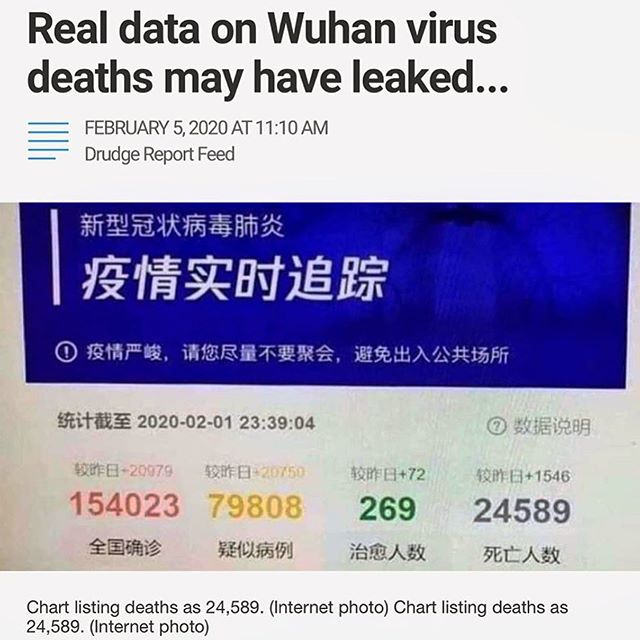 Real data on Wuhan virus
deaths may have leaked...
FEBRUARY 5, 2020 AT 11:10 AM
Drudge Report Feed
新型冠状病毒肺炎
疫情实时追踪
疫情严峻，请您尽量不要聚会，避免出入公共场所
统计截至 2020-02-01 23:39:04 ? 数据说明
较昨日+20979 较昨日+20750 较昨日+72 较昨日+1546
154023 79808 269 24589
全国确诊 疑似病例 治愈人数 死亡人数
Chart listing deaths as 24,589. (Internet photo) Chart listing deaths as
24,589. (Internet photo)